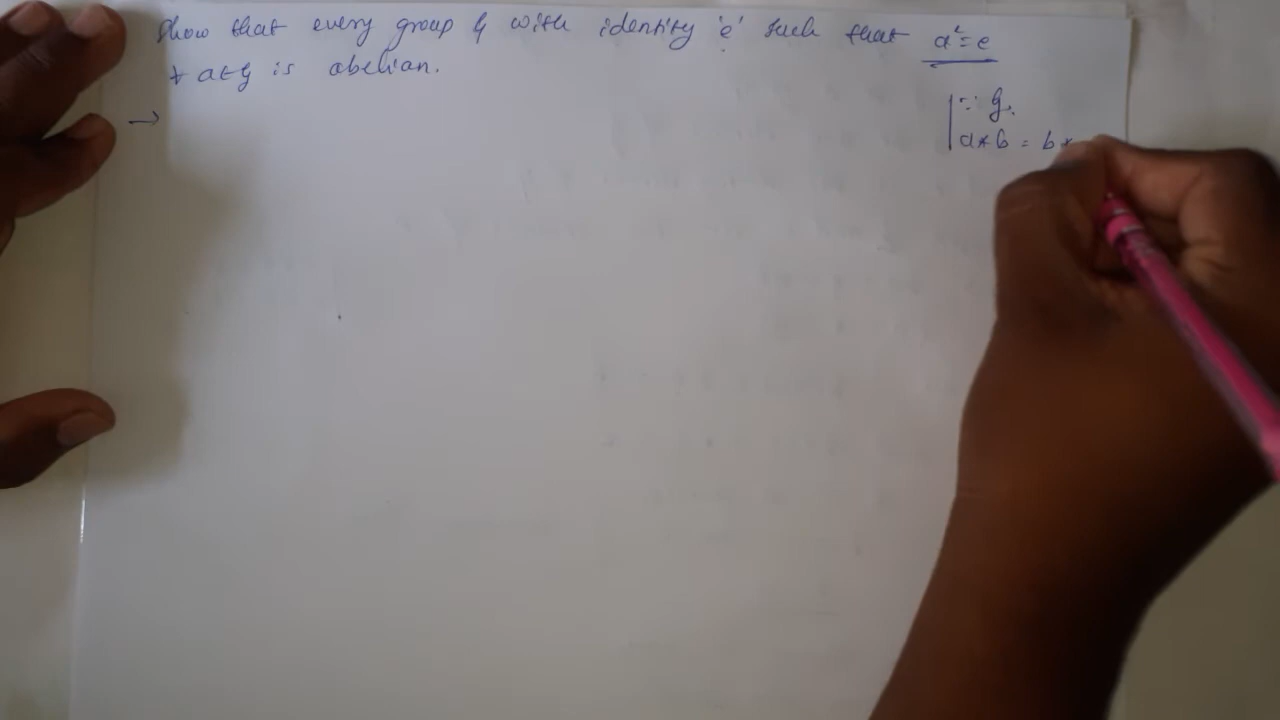 Show that every group G with identity 'e' such that a² = e
∀ a ∈ G is abelian.
→
∵ G.
a * b = b *